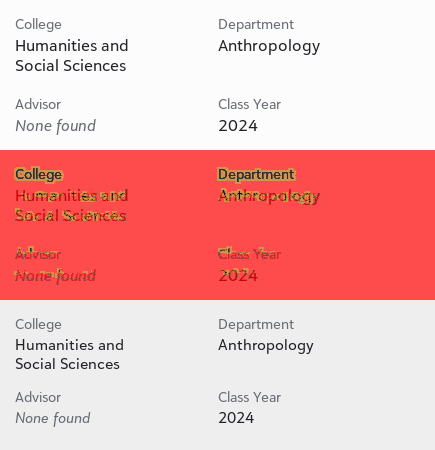 College Department
Humanities and Anthropology
Social Sciences
Advisor Class Year
None found 2024
College Department
Humanities and Anthropology
Social Sciences
Advisor Class Year
None found 2024
College Department
Humanities and Anthropology
Social Sciences
Advisor Class Year
None found 2024